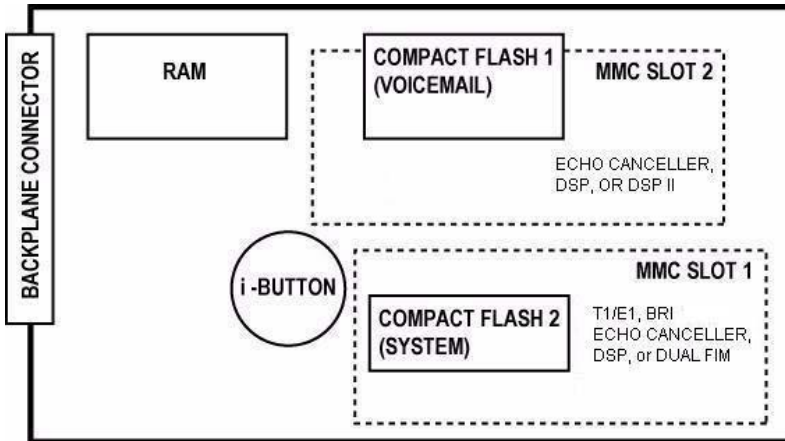 BACKPLANE CONNECTOR
RAM
COMPACT FLASH 1
(VOICEMAIL)
MMC SLOT 2
ECHO CANCELLER,
DSP, OR DSP II
i -BUTTON
MMC SLOT 1
COMPACT FLASH 2
(SYSTEM)
T1/E1, BRI
ECHO CANCELLER,
DSP, or DUAL FIM